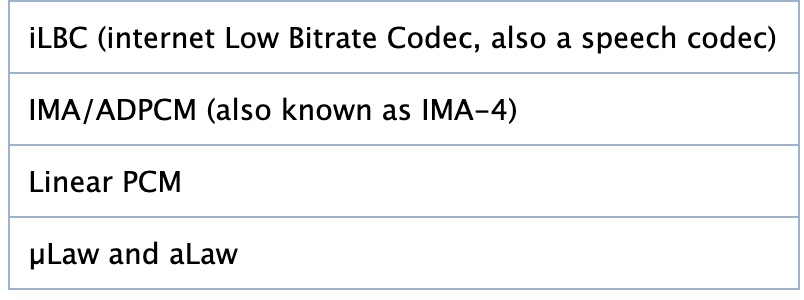 iLBC (internet Low Bitrate Codec, also a speech codec)
IMA/ADPCM (also known as IMA-4)
Linear PCM
µLaw and aLaw